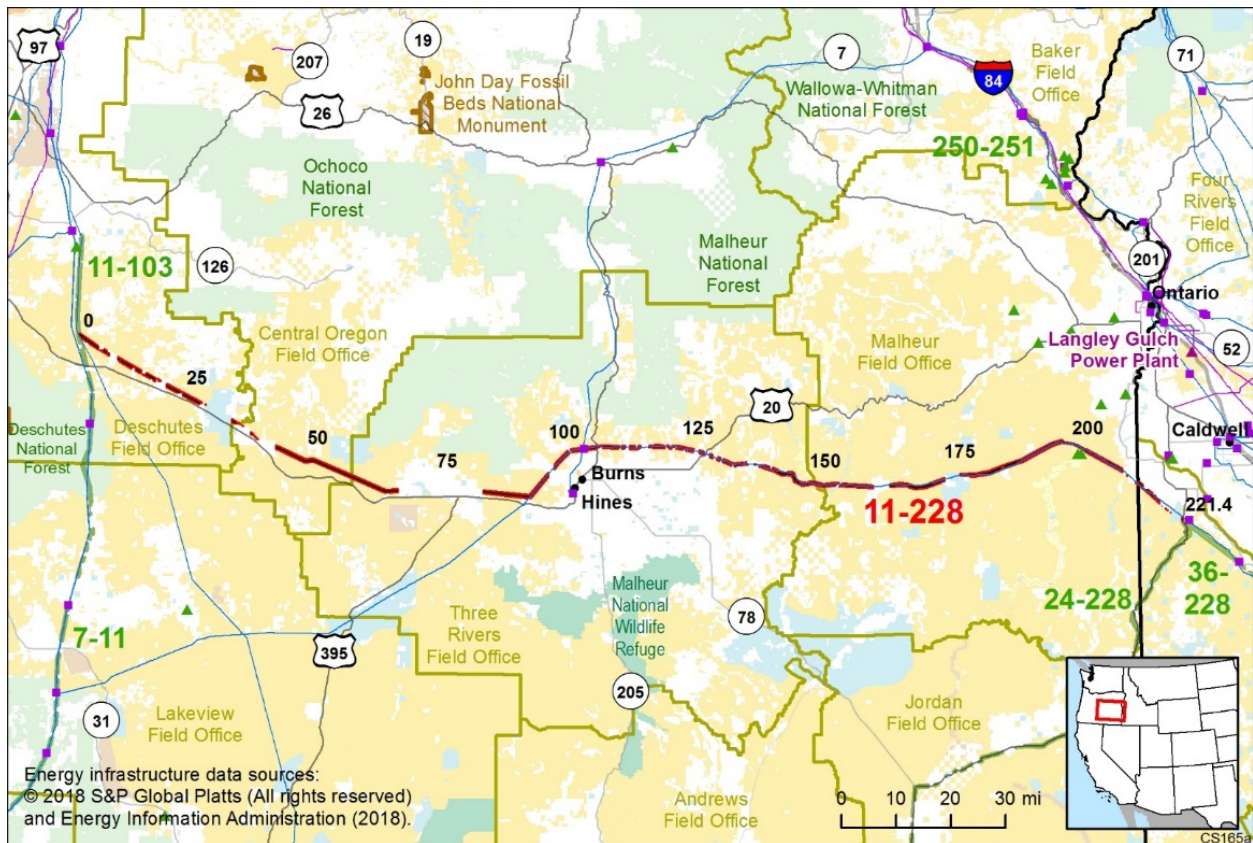 97
207
19
7
84
Baker
Field
Office
71
John Day Fossil
Beds National
Monument
26
Wallowa-Whitman
National Forest
250-251
Ochoco
National
Forest
Four
Rivers
Field
Office
Malheur
National
Forest
11-103
126
201
Ontario
0
Central Oregon
Field Office
Malheur
Field Office
Langley Gulch
Power Plant
52
25
20
Deschutes
National
Forest
Deschutes
Field Office
50
75
100
125
150
175
200
Caldwell
Burns
Hines
11-228
221.4
Malheur
National
Wildlife
Refuge
78
24-228
36-
228
7-11
Three
Rivers
Field Office
395
205
31
Lakeview
Field Office
Jordan
Field Office
Andrews
Field Office
Energy infrastructure data sources:
© 2018 S&P Global Platts (All rights reserved)
and Energy Information Administration (2018).
0 10 20 30 mi
CS165a